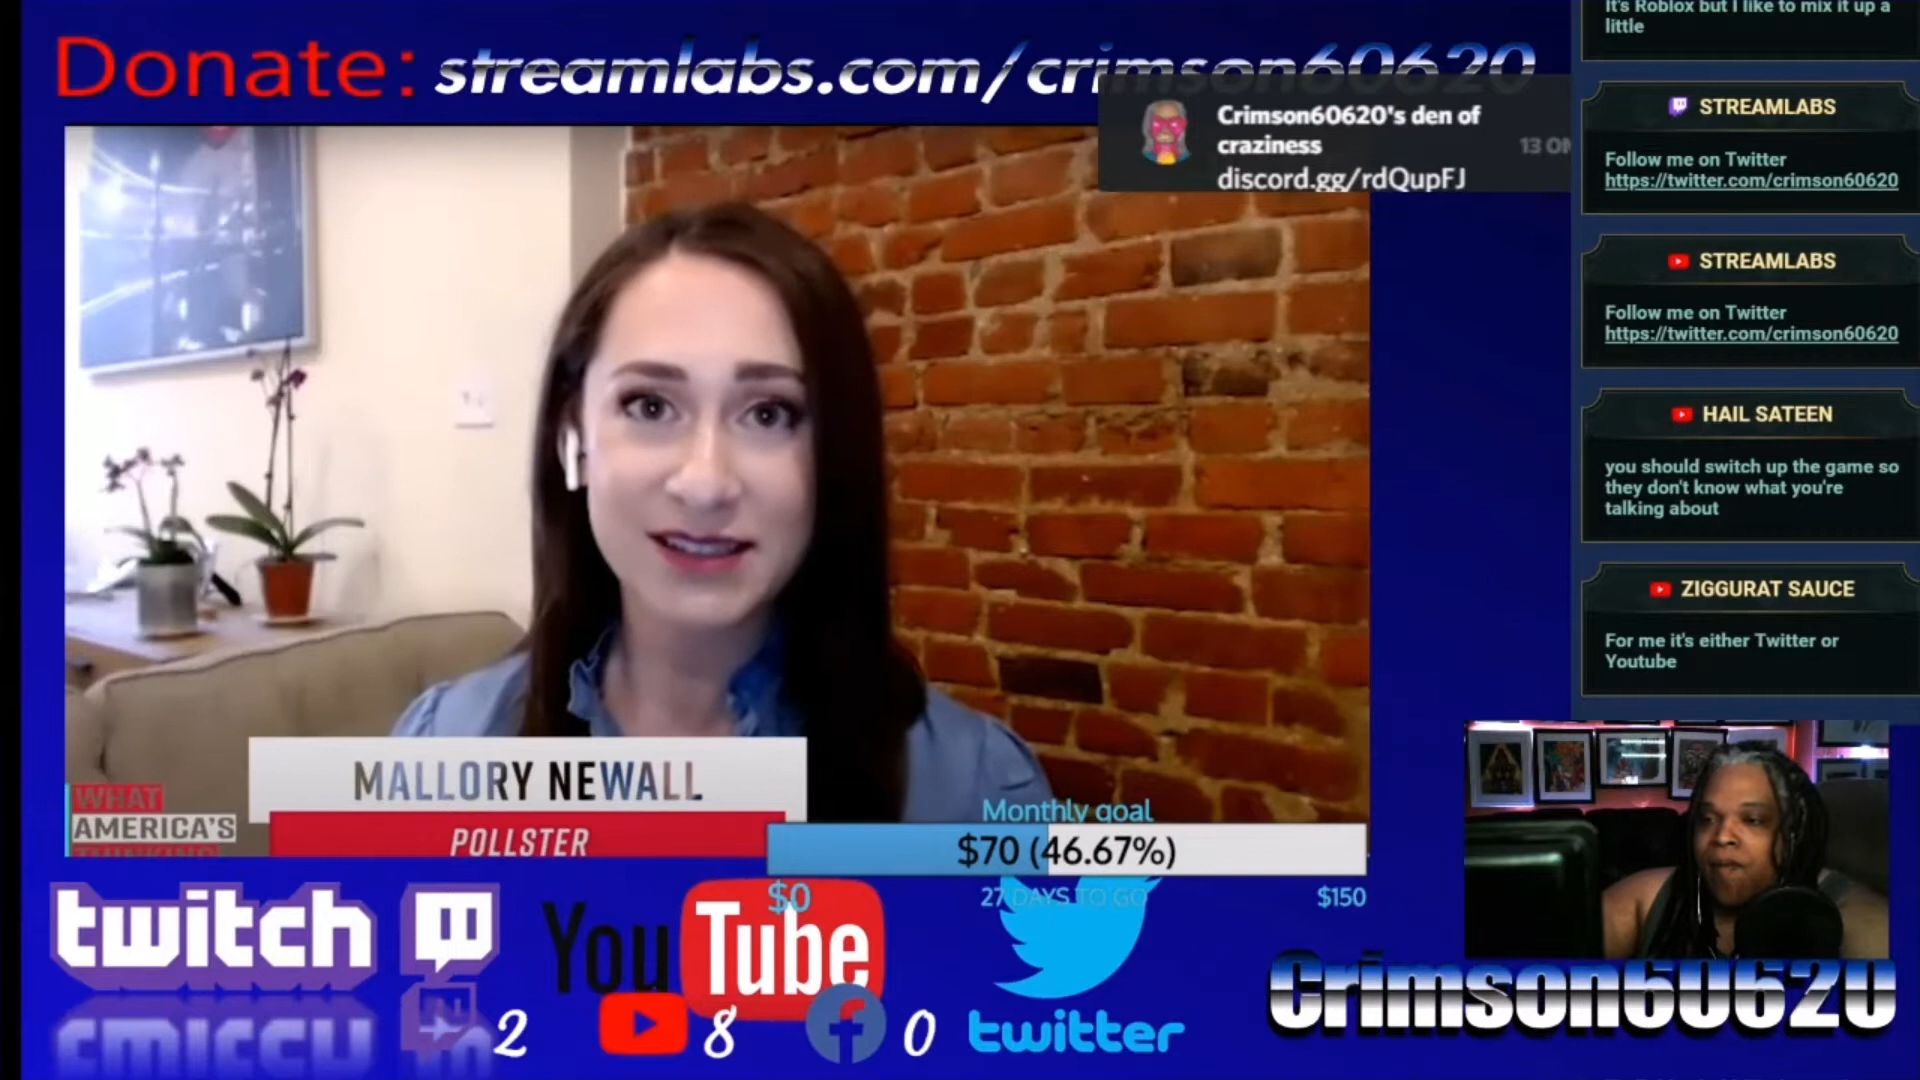 Donate: streamlabs.com/crimson60620
Crimson60620's den of
craziness
discord.gg/rdQupFJ
It's Roblox but I like to mix it up a
little
STREAMLABS
Follow me on Twitter
https://twitter.com/crimson60620
STREAMLABS
Follow me on Twitter
https://twitter.com/crimson60620
HAIL SATEEN
you should switch up the game so
they don't know what you're
talking about
ZIGGURAT SAUCE
For me it's either Twitter or
Youtube
MALLORY NEWALL
POLLSTER
WHAT
AMERICA'S
THINKING
Monthly goal
$70 (46.67%)
$0
27 DAYS TO GO
$150
twitch
YouTube
2
8
0
twitter
Crimson60620